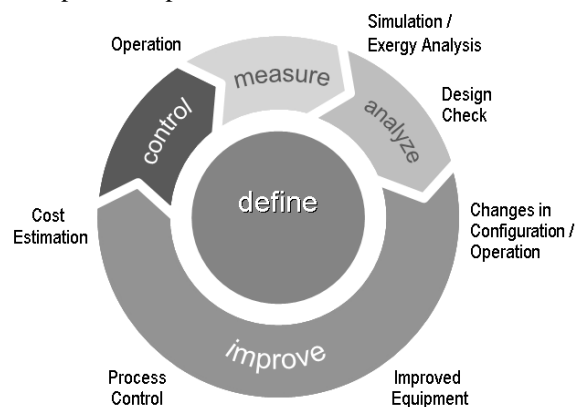 Simulation /
Exergy Analysis
Operation
measure
Design
Check
analyze
control
define
Cost
Estimation
Changes in
Configuration /
Operation
improve
Process
Control
Improved
Equipment